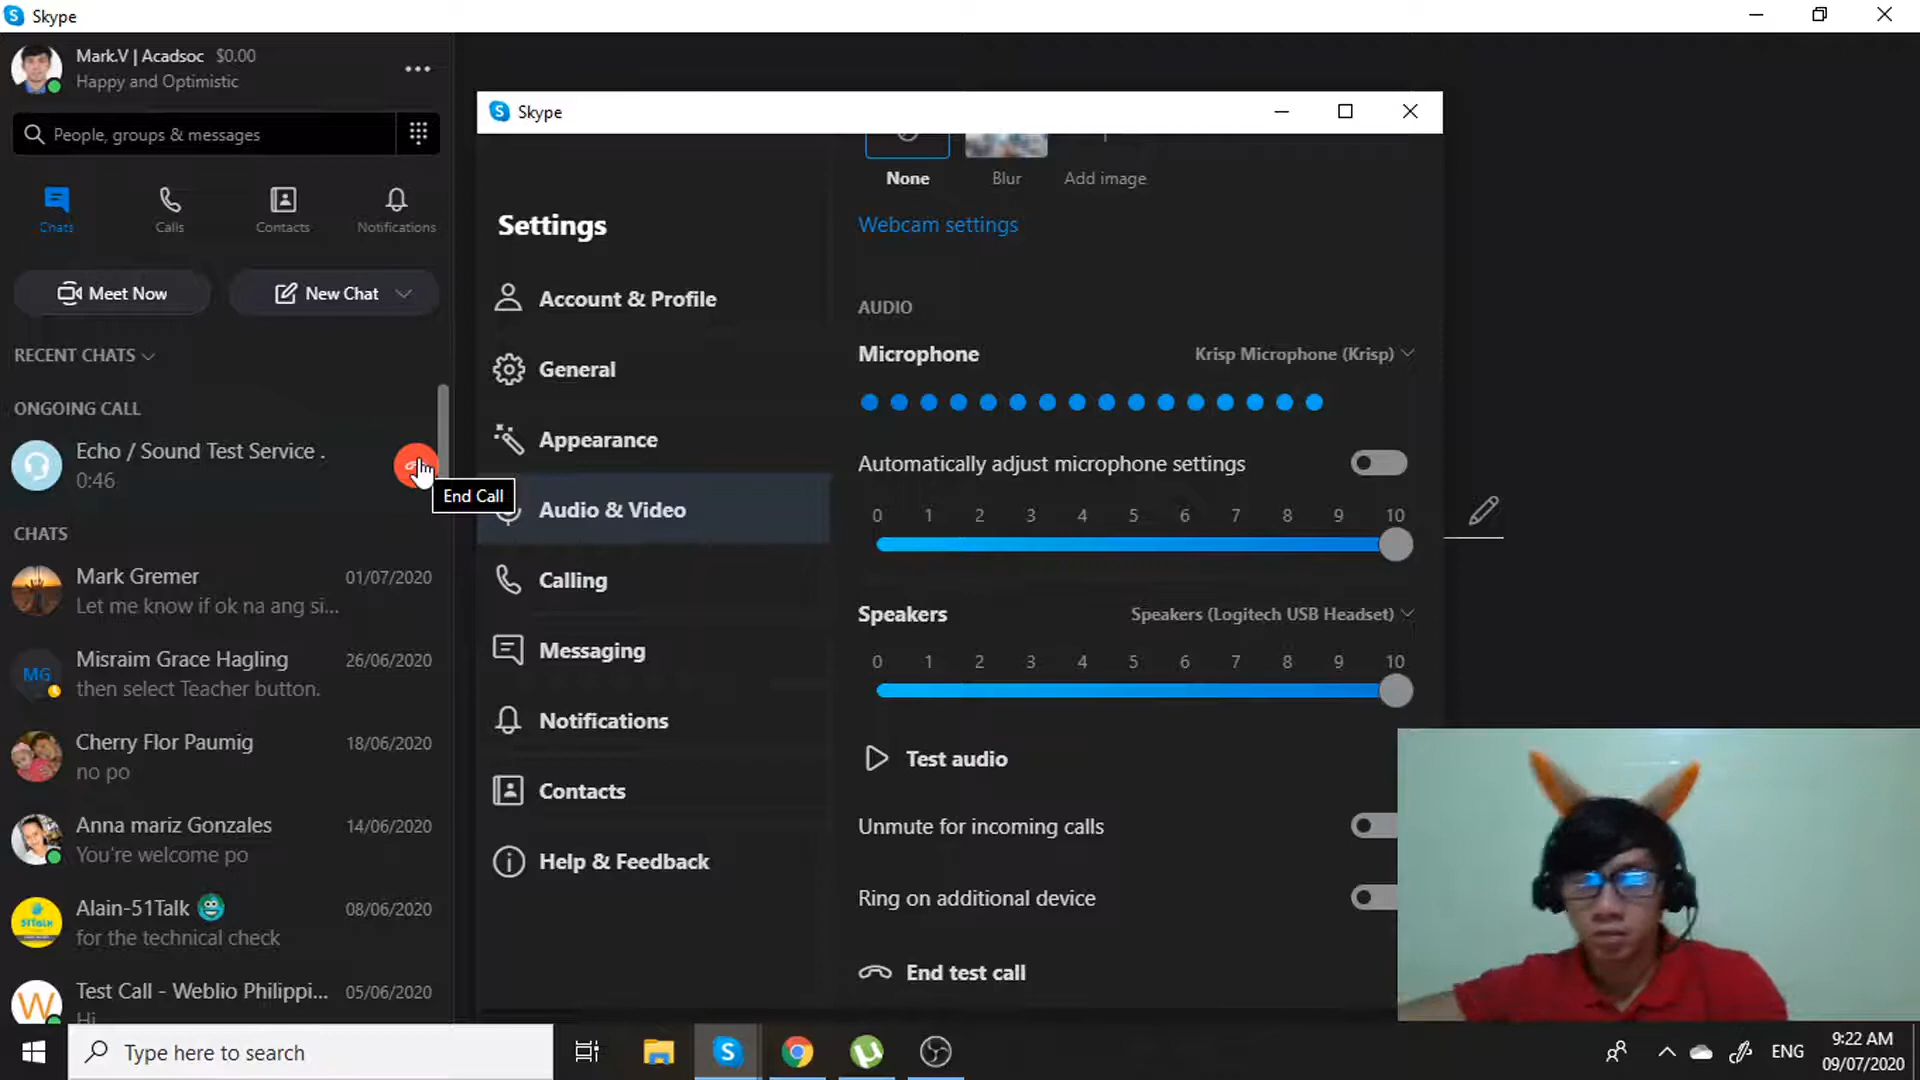 Skype
Mark.V | Acadsoc $0.00
Happy and Optimistic
People, groups & messages
Chats
Calls
Contacts
Notifications
Meet Now
New Chat
RECENT CHATS
ONGOING CALL
Echo / Sound Test Service .
0:46
End Call
CHATS
Mark Gremer 01/07/2020
Let me know if ok na ang si...
MG
Misraim Grace Hagling 26/06/2020
then select Teacher button.
Cherry Flor Paumig 18/06/2020
no po
Anna mariz Gonzales 14/06/2020
You're welcome po
51Talk
Alain-51Talk 08/06/2020
for the technical check
W
Test Call - Weblio Philippi... 05/06/2020
Hi
Skype
Settings
Account & Profile
General
Appearance
Audio & Video
Calling
Messaging
Notifications
Contacts
Help & Feedback
None
Blur
Add image
Webcam settings
AUDIO
Microphone Krisp Microphone (Krisp)
Automatically adjust microphone settings
0 1 2 3 4 5 6 7 8 9 10
Speakers Speakers (Logitech USB Headset)
0 1 2 3 4 5 6 7 8 9 10
Test audio
Unmute for incoming calls
Ring on additional device
End test call
Type here to search
ENG
9:22 AM
09/07/2020